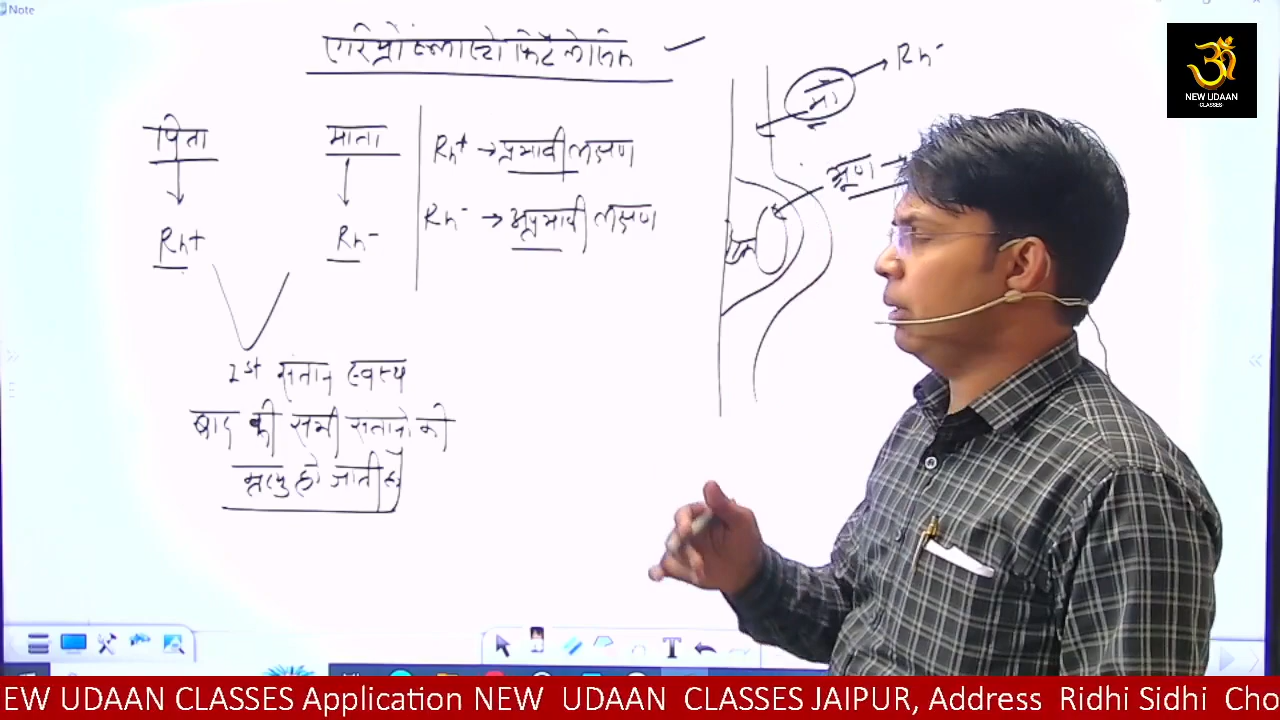 Note
एरिथ्रोब्लास्टोफिटेलेसिस
पिता
माता
Rh+
Rh-
Rh+ → प्रभावी लक्षण
Rh- → अप्रभावी लक्षण
1st संतान स्वस्थ
बाद की सभी संतानो की
मृत्यु हो जाती है
माँ → Rh-
भ्रूण →
NEW UDAAN
CLASSES
EW UDAAN CLASSES Application NEW UDAAN CLASSES JAIPUR, Address Ridhi Sidhi Cho